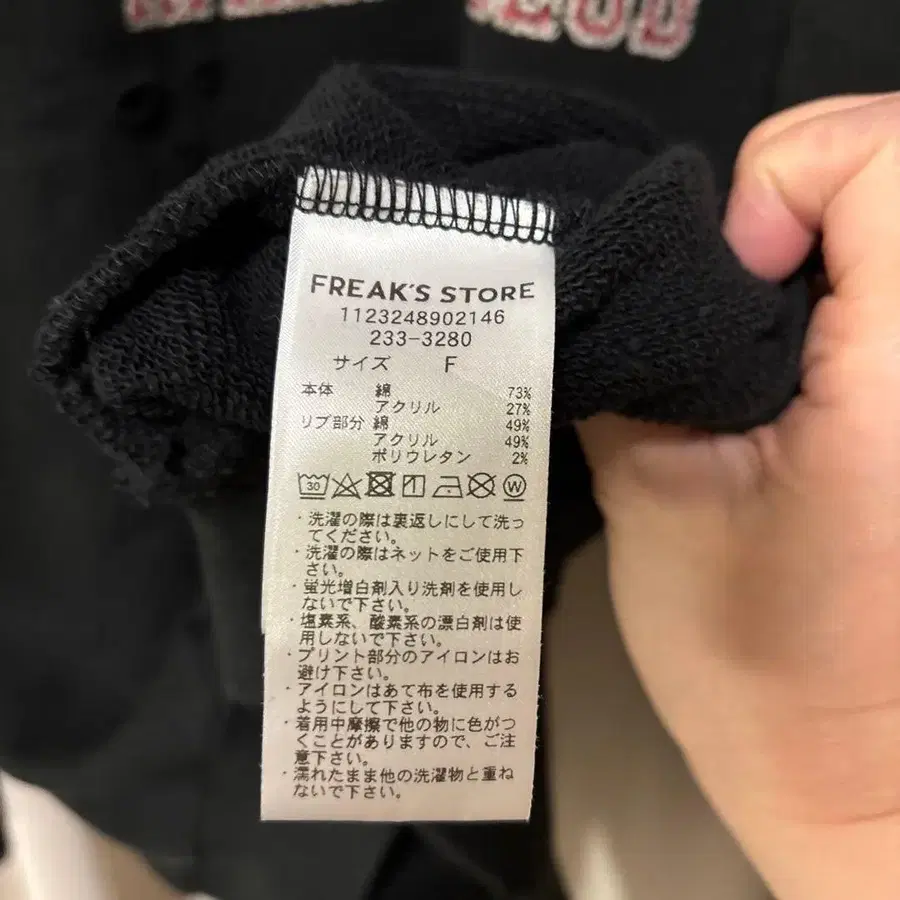 FREAK'S STORE
1123248902146
233-3280
サイズ F
本体 綿 73%
アクリル 27%
リブ部分 綿 49%
アクリル 49%
ポリウレタン 2%
30 W
・洗濯の際は裏返しにして洗っ
てください。
・洗濯の際はネットをご使用下
さい。
・蛍光増白剤入り洗剤を使用し
ないで下さい。
・塩素系、酸素系の漂白剤は使
用しないで下さい。
・プリント部分のアイロンはお
避け下さい。
・アイロンはあて布を使用する
ようにして下さい。
・着用中摩擦で他の物に色がつ
くことがありますので、ご注
意下さい。
・濡れたまま他の洗濯物と重ね
ないで下さい。